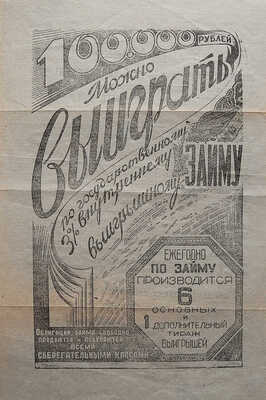 100.000 РУБЛЕЙ
Можно
Выиграть
по государственному
3% внутреннему
выигрышному
ЗАЙМУ
ЕЖЕГОДНО
ПО ЗАЙМУ
ПРОИЗВОДИТСЯ
6
ОСНОВНЫХ
1 ДОПОЛНИТЕЛЬНЫЙ
ТИРАЖ
ВЫИГРЫШЕЙ
Облигации займа свободно
продаются и покупаются
всеми
сберегательными кассами